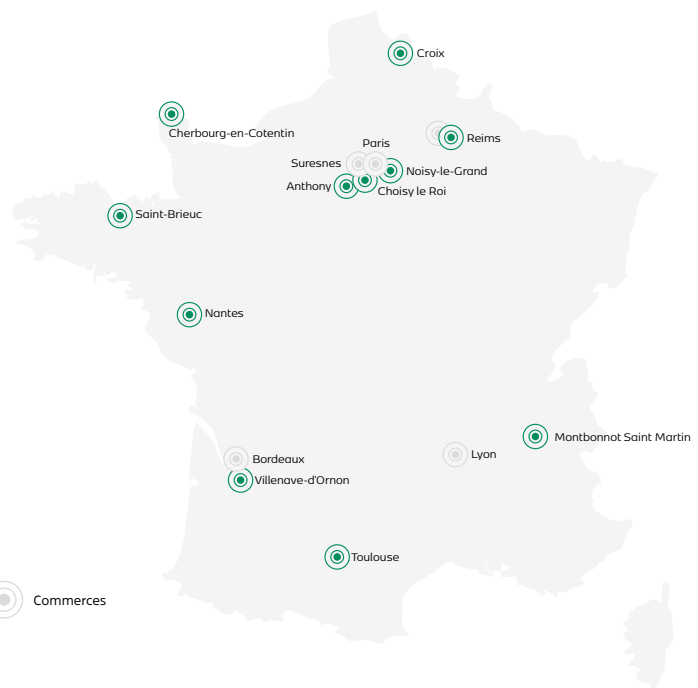 Croix
Cherbourg-en-Cotentin
Reims
Paris
Suresnes
Noisy-le-Grand
Anthony
Choisy le Roi
Saint-Brieuc
Nantes
Montbonnot Saint Martin
Lyon
Bordeaux
Villenave-d'Ornon
Toulouse
Commerces